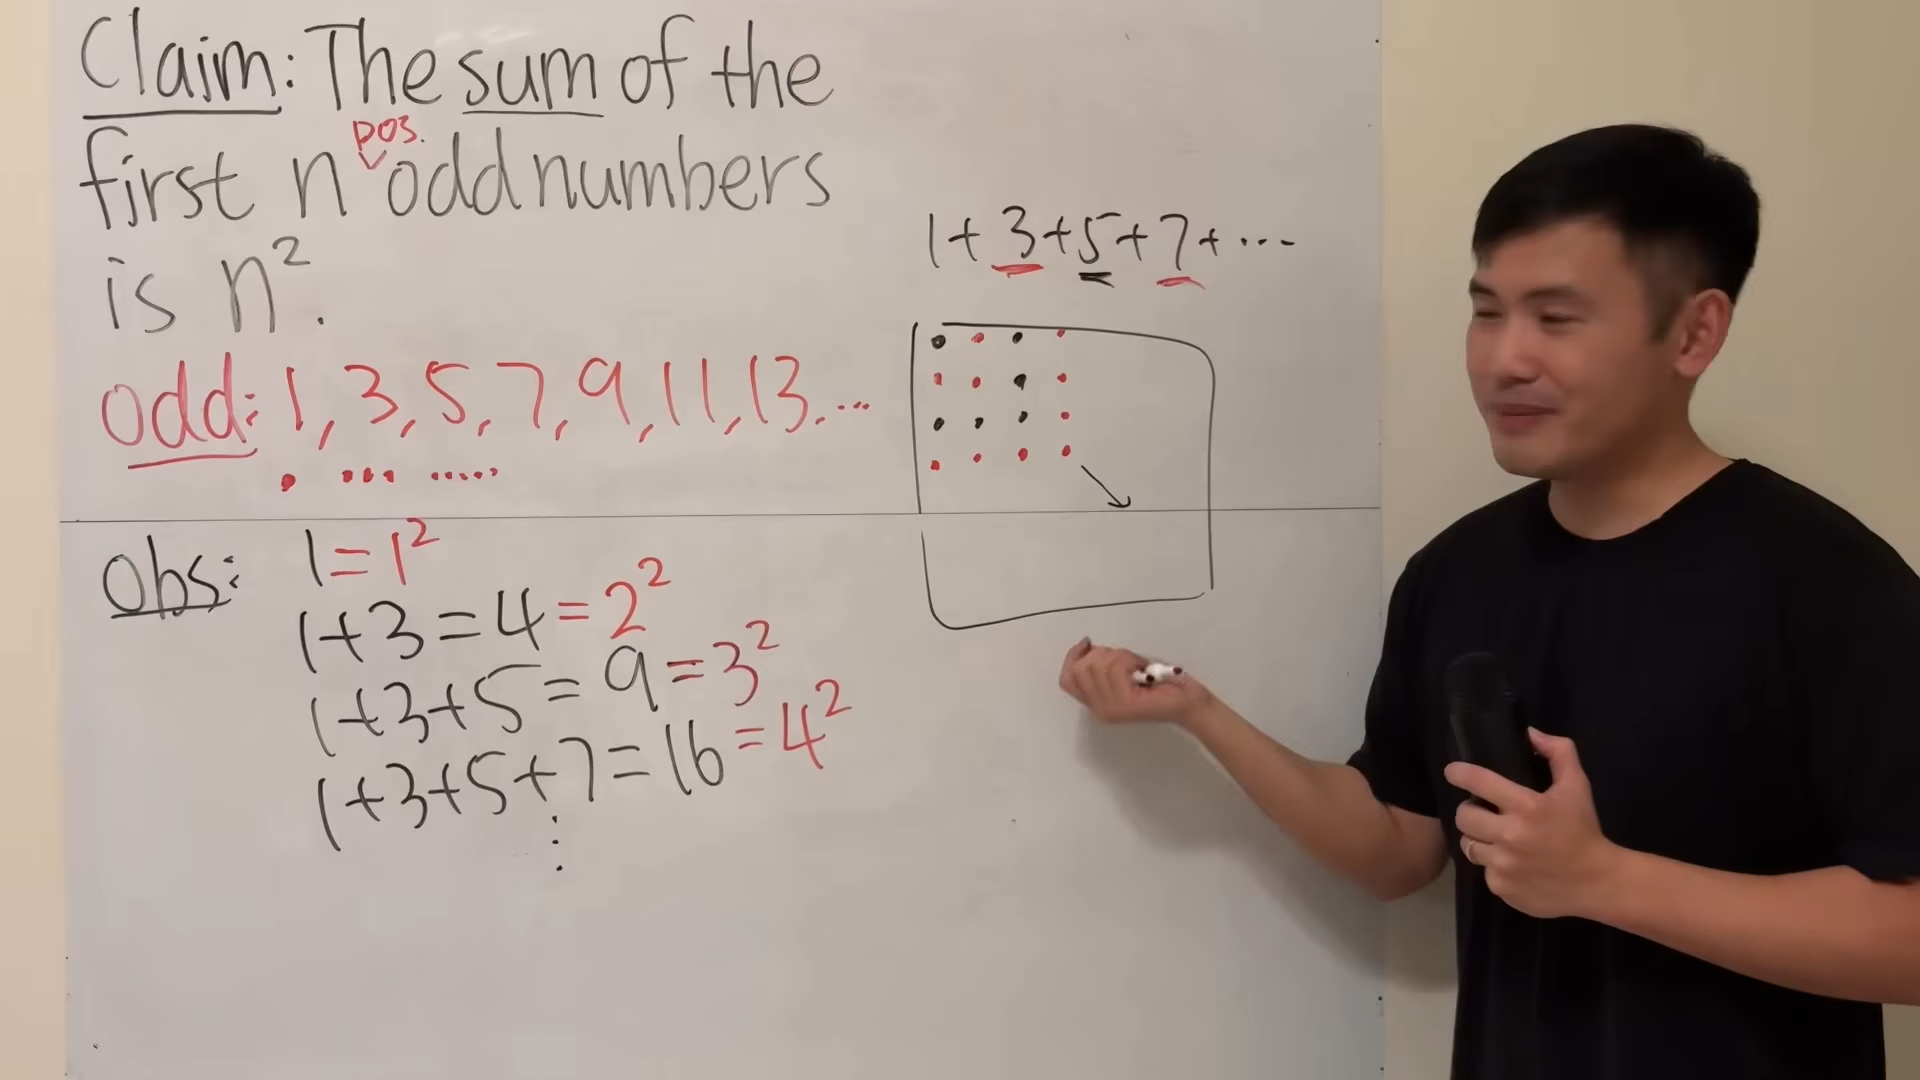 Claim: The sum of the
pos.
first n odd numbers
is n².
odd: 1, 3, 5, 7, 9, 11, 13, ...
1+3+5+7+...
Obs: 1=1²
1+3=4=2²
1+3+5=9=3²
1+3+5+7=16=4²
⋮